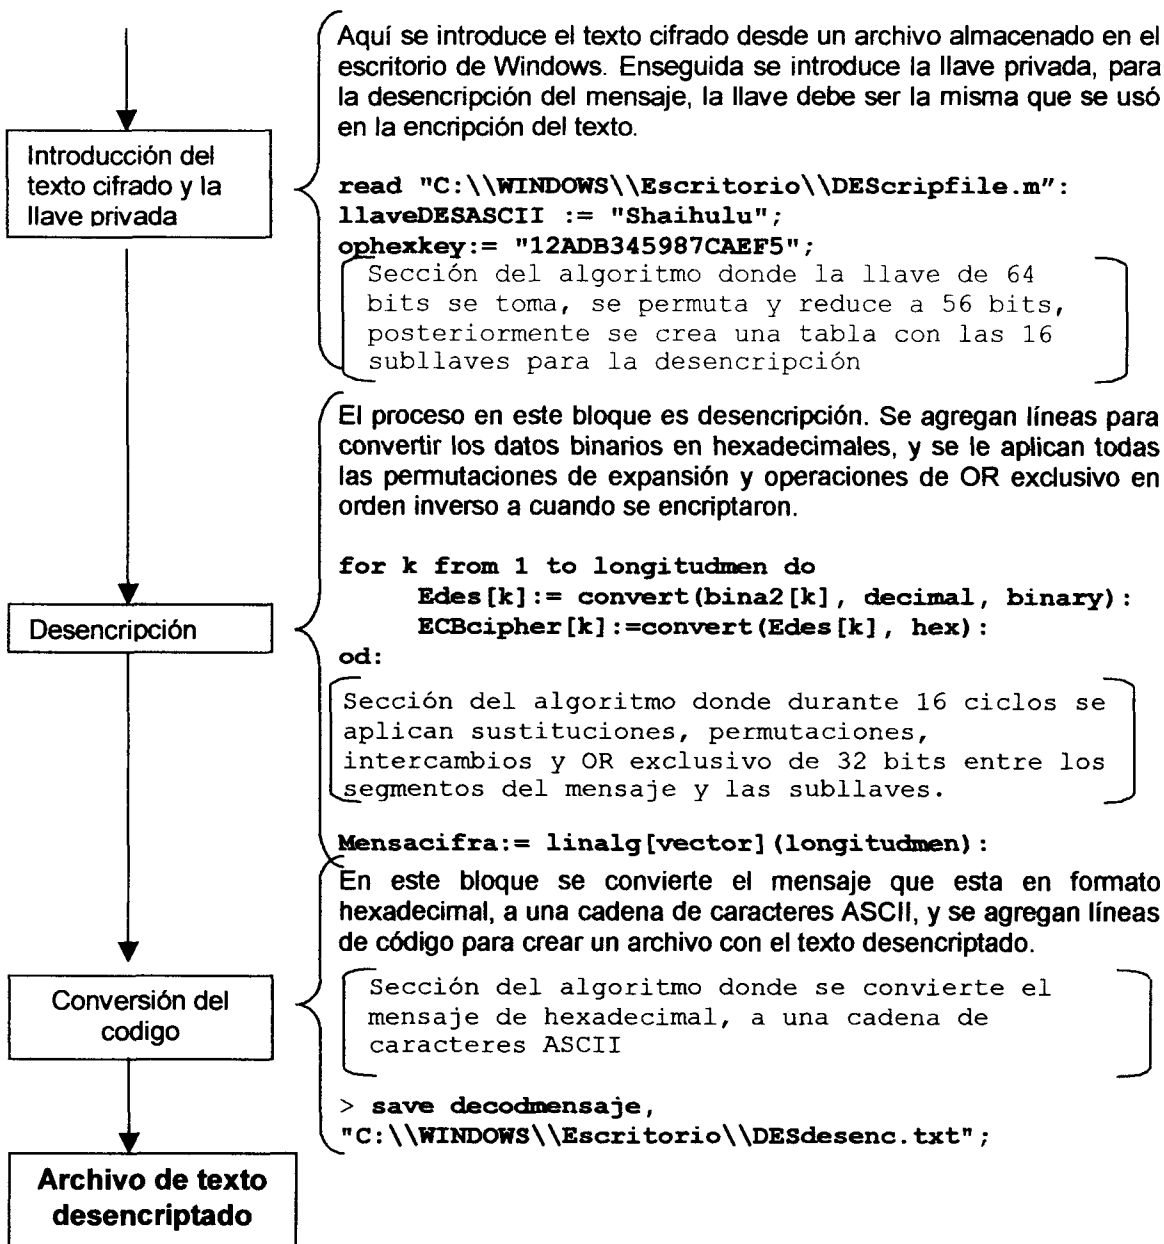 Aquí se introduce el texto cifrado desde un archivo almacenado en el
escritorio de Windows. Enseguida se introduce la llave privada, para
la desencripción del mensaje, la llave debe ser la misma que se usó
en la encripción del texto.
Introducción del
texto cifrado y la
llave privada
read "C:\\WINDOWS\\Escritorio\\DEScripfile.m":
llaveDESASCII := "Shaihulu";
ophexkey:= "12ADB345987CAEF5";
Sección del algoritmo donde la llave de 64
bits se toma, se permuta y reduce a 56 bits,
posteriormente se crea una tabla con las 16
subllaves para la desencripción
El proceso en este bloque es desencripción. Se agregan líneas para
convertir los datos binarios en hexadecimales, y se le aplican todas
las permutaciones de expansión y operaciones de OR exclusivo en
orden inverso a cuando se encriptaron.
for k from 1 to longitudmen do
Edes[k]:= convert(bina2[k], decimal, binary):
ECBcipher[k]:=convert(Edes[k], hex):
od:
Desencripción
Sección del algoritmo donde durante 16 ciclos se
aplican sustituciones, permutaciones,
intercambios y OR exclusivo de 32 bits entre los
segmentos del mensaje y las subllaves.
Mensacifra:= linalg[vector](longitudmen):
En este bloque se convierte el mensaje que esta en formato
hexadecimal, a una cadena de caracteres ASCII, y se agregan líneas
de código para crear un archivo con el texto desencriptado.
Conversión del
codigo
Sección del algoritmo donde se convierte el
mensaje de hexadecimal, a una cadena de
caracteres ASCII
> save decodmensaje,
"C:\\WINDOWS\\Escritorio\\DESdesenc.txt";
Archivo de texto
desencriptado